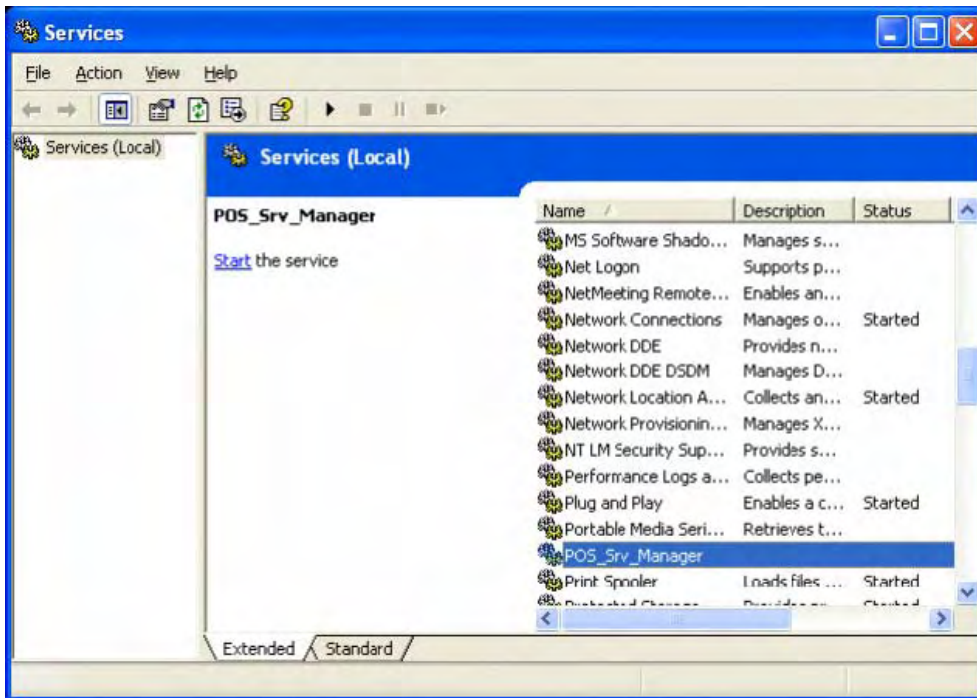 Services
File Action View Help
Services (Local)
Services (Local)
POS_Srv_Manager
Start the service
Name Description Status
MS Software Shado... Manages s...
Net Logon Supports p...
NetMeeting Remote... Enables an...
Network Connections Manages o... Started
Network DDE Provides n...
Network DDE DSDM Manages D...
Network Location A... Collects an... Started
Network Provisionin... Manages X...
NT LM Security Sup... Provides s...
Performance Logs a... Collects pe...
Plug and Play Enables a c... Started
Portable Media Seri... Retrieves t...
POS_Srv_Manager
Print Spooler Loads files ... Started
Extended Standard